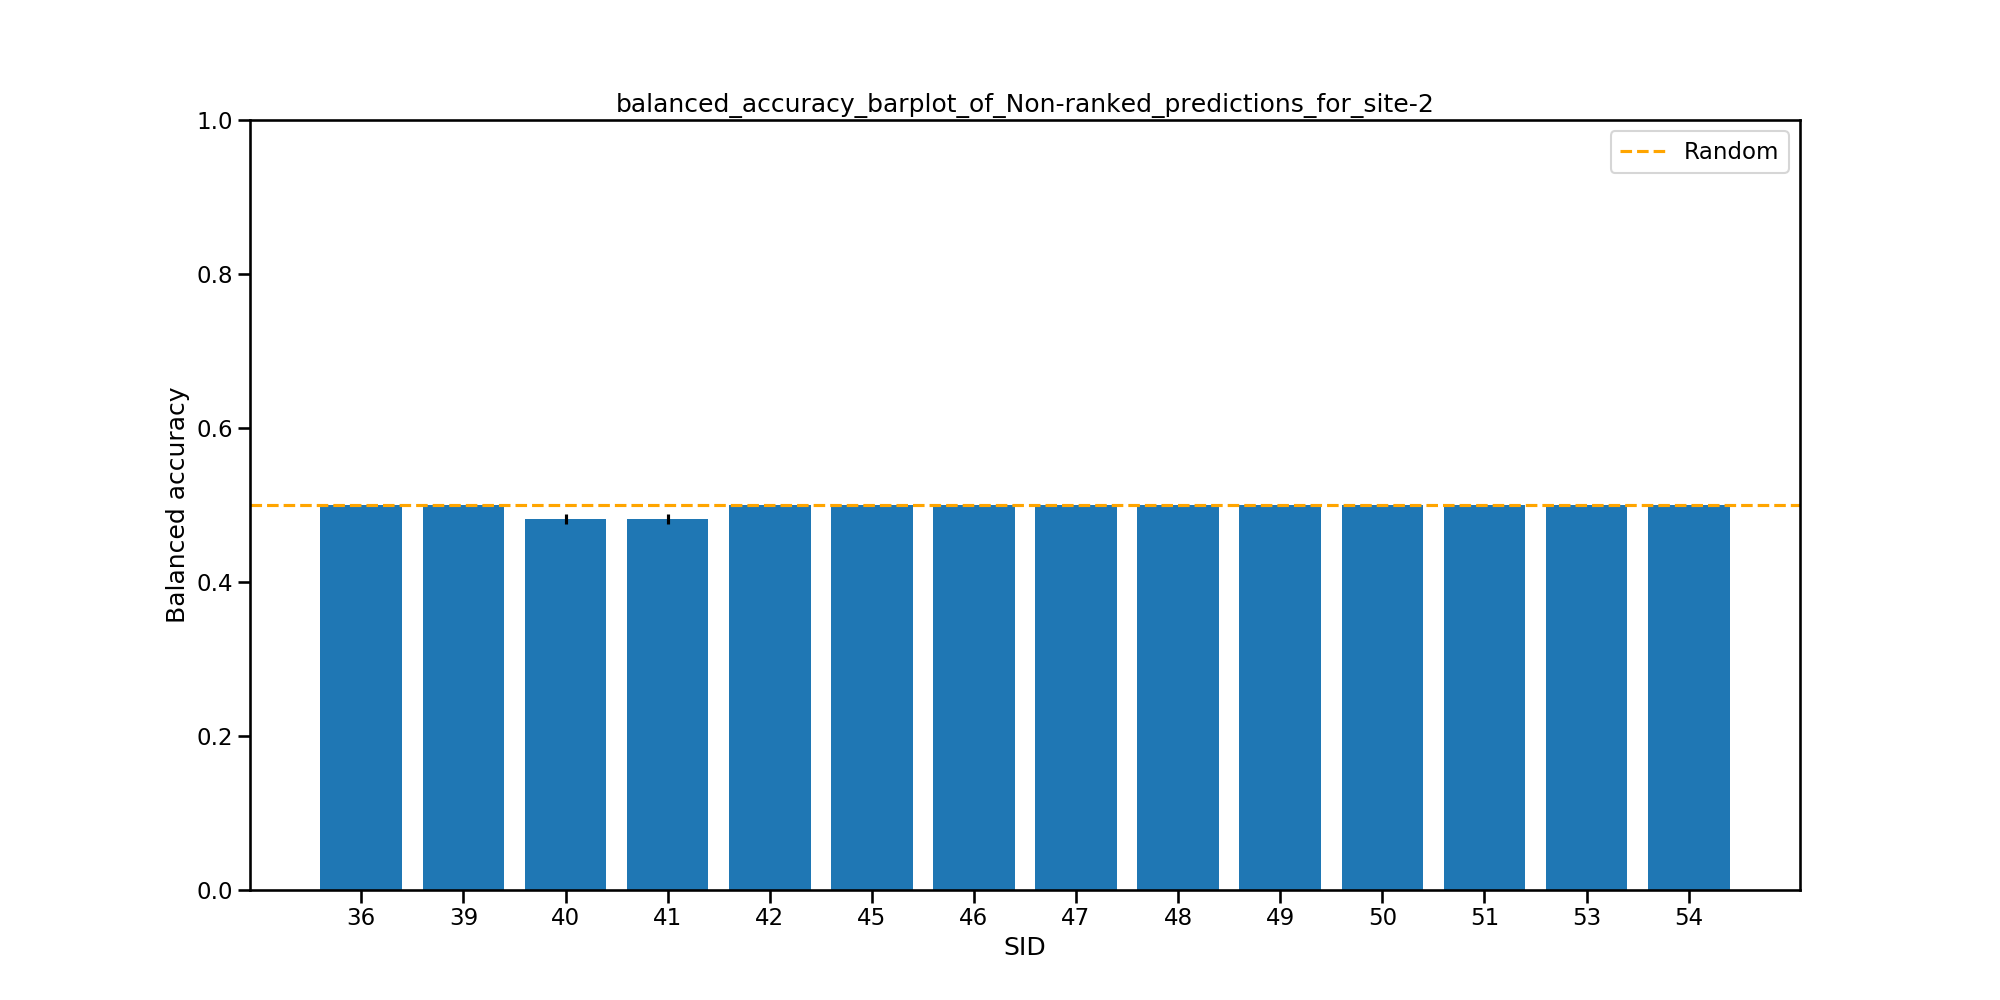 balanced_accuracy_barplot_of_Non-ranked_predictions_for_site-2
Random
1.0
0.8
0.6
0.4
0.2
0.0
Balanced accuracy
36 39 40 41 42 45 46 47 48 49 50 51 53 54
SID